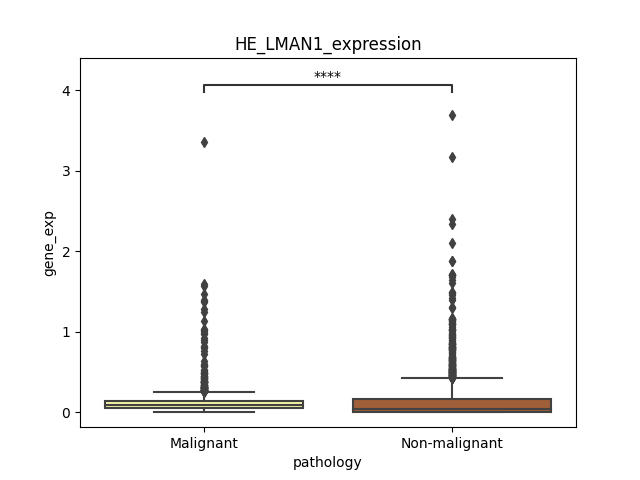 HE_LMAN1_expression
****
4
3
2
1
0
gene_exp
Malignant
Non-malignant
pathology